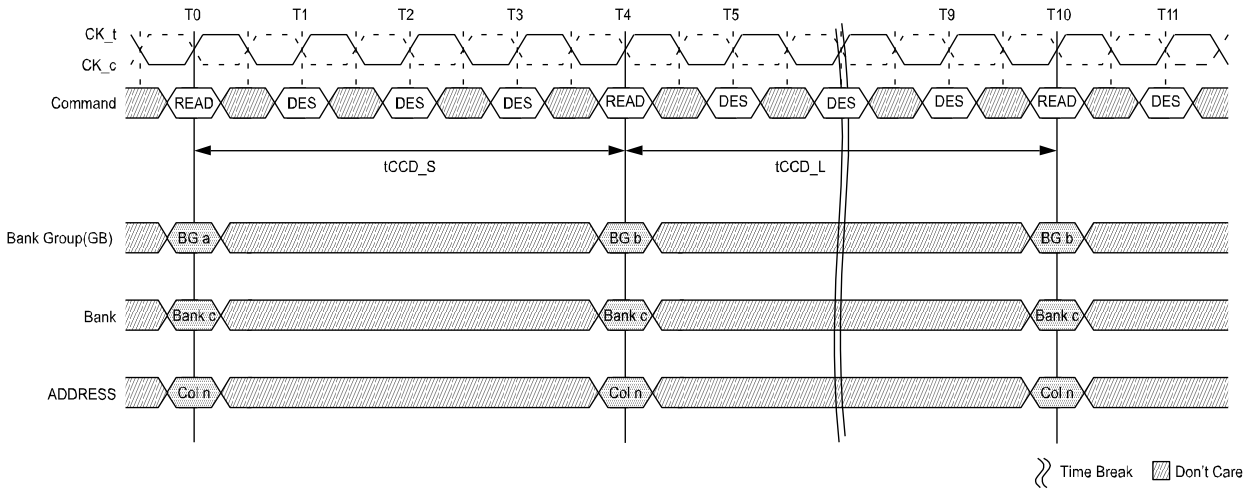 T0 T1 T2 T3 T4 T5 T9 T10 T11
CK_t
CK_c
Command READ DES DES DES READ DES DES DES READ DES
tCCD_S tCCD_L
Bank Group(GB) BG a BG b BG b
Bank Bank c Bank c Bank c
ADDRESS Col n Col n Col n
Time Break Don't Care